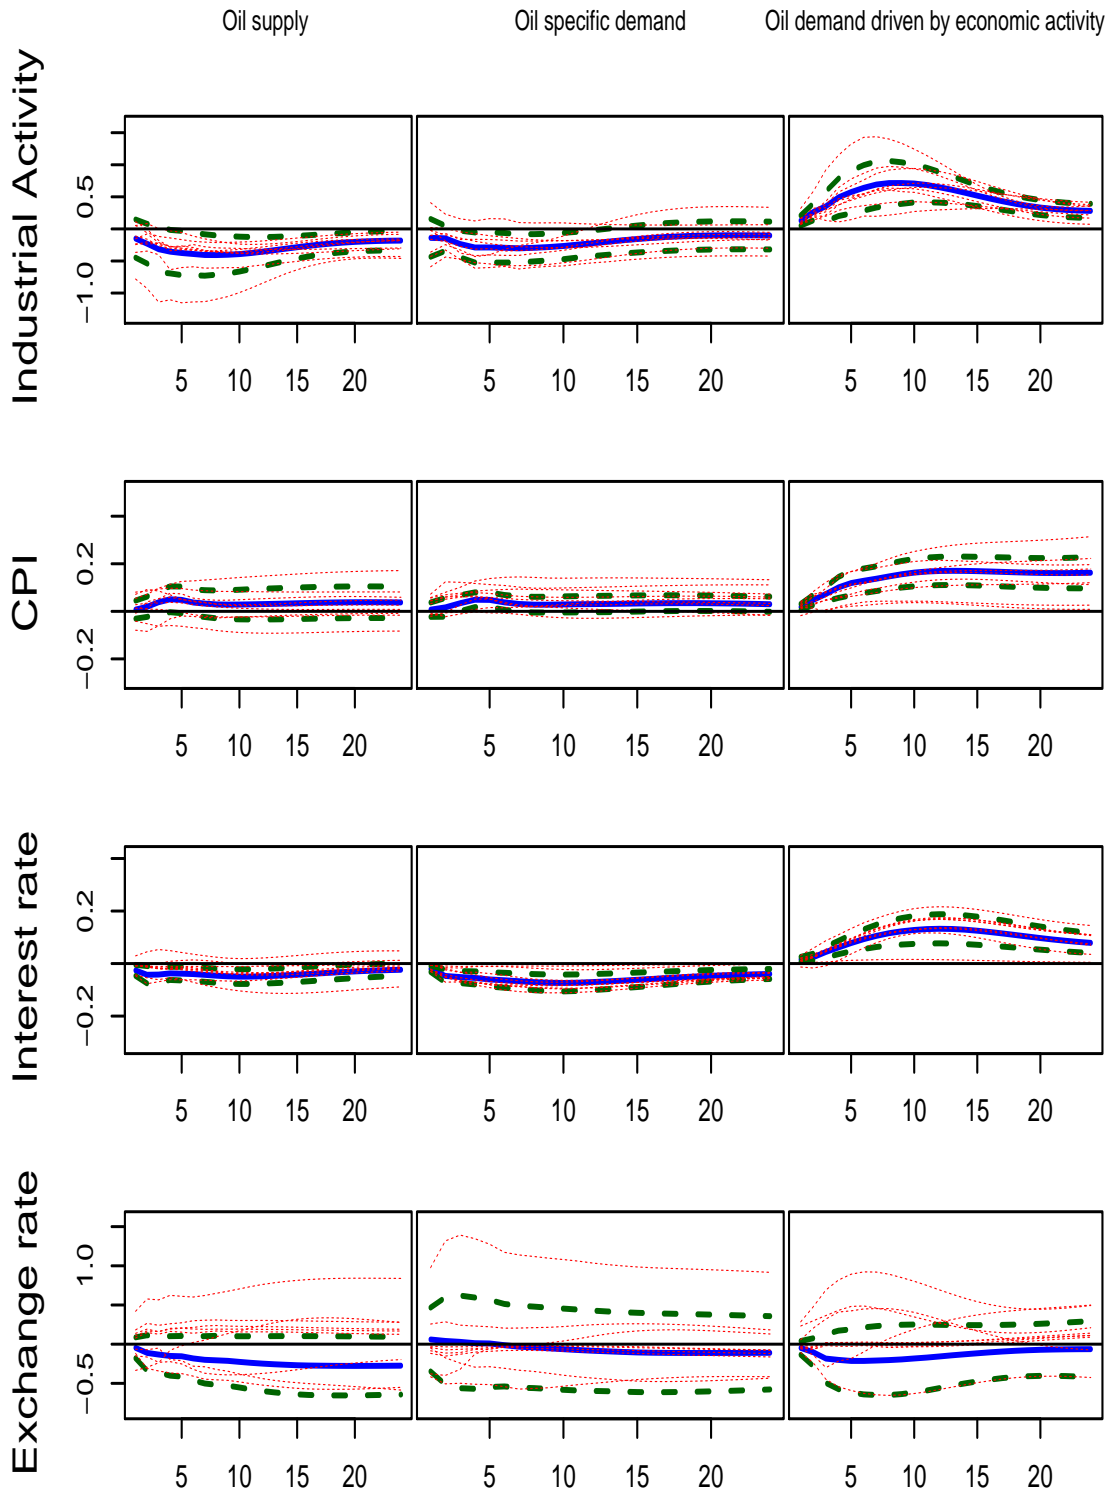 Oil supply Oil specific demand Oil demand driven by economic activity
Industrial Activity
0.5
−1.0
5 10 15 20 5 10 15 20 5 10 15 20
CPI
0.2
−0.2
5 10 15 20 5 10 15 20 5 10 15 20
Interest rate
0.2
−0.2
5 10 15 20 5 10 15 20 5 10 15 20
Exchange rate
1.0
−0.5
5 10 15 20 5 10 15 20 5 10 15 20